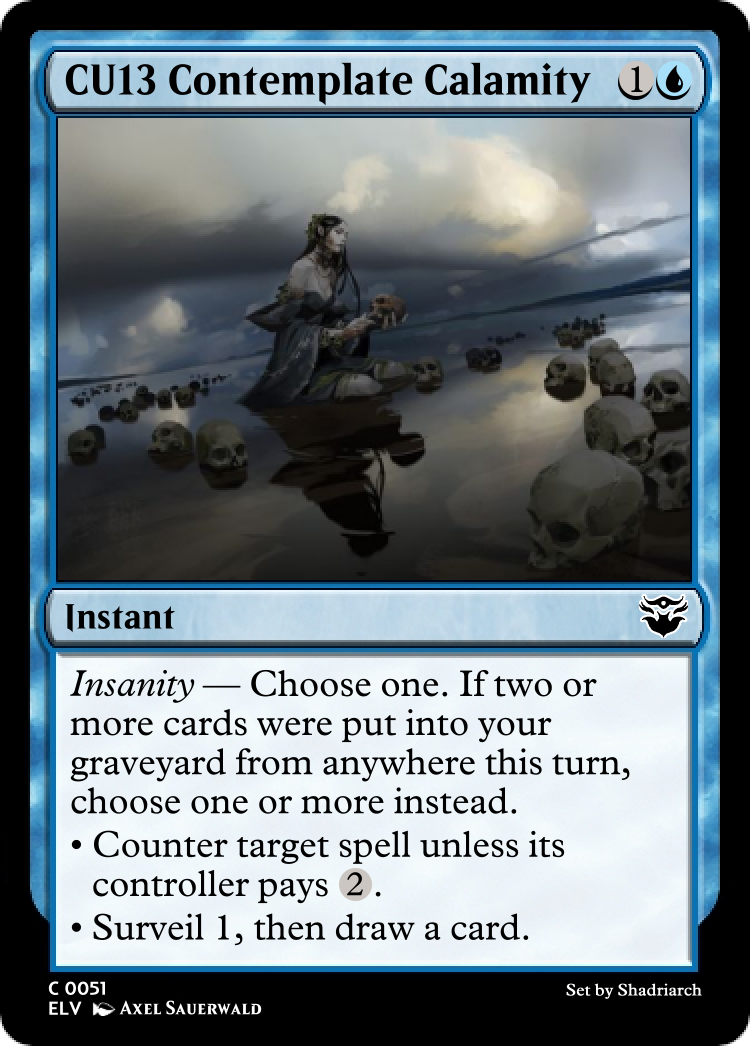 CU13 Contemplate Calamity 1
Instant
Insanity — Choose one. If two or
more cards were put into your
graveyard from anywhere this turn,
choose one or more instead.
• Counter target spell unless its
controller pays 2.
• Surveil 1, then draw a card.
C 0051
ELV Axel Sauerwald
Set by Shadriarch